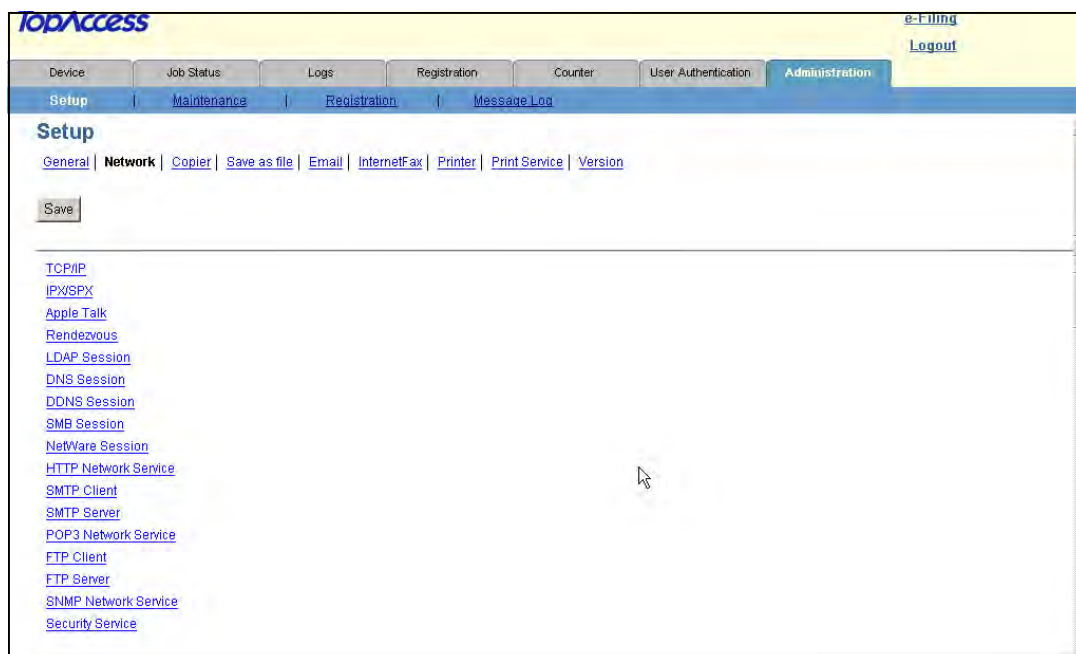 TopAccess
e-Filing
Logout
Device Job Status Logs Registration Counter User Authentication Administration
Setup | Maintenance | Registration | Message Log
Setup
General | Network | Copier | Save as file | Email | InternetFax | Printer | Print Service | Version
Save
TCP/IP
IPX/SPX
Apple Talk
Rendezvous
LDAP Session
DNS Session
DDNS Session
SMB Session
NetWare Session
HTTP Network Service
SMTP Client
SMTP Server
POP3 Network Service
FTP Client
FTP Server
SNMP Network Service
Security Service